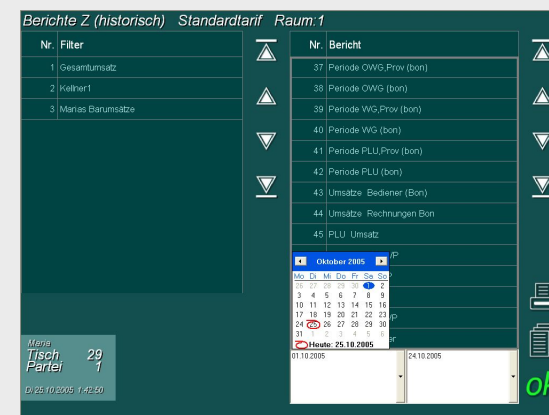 Berichte Z (historisch) Standardtarif Raum:1
Nr. Filter
1 Gesamtumsatz
2 Kellner1
3 Marias Barumsätze
Nr. Bericht
37 Periode OWG,Prov (bon)
38 Periode OWG (bon)
39 Periode WG,Prov (bon)
40 Periode WG (bon)
41 Periode PLU,Prov (bon)
42 Periode PLU (bon)
43 Umsätze Bediener (Bon)
44 Umsätze Rechnungen Bon
45 PLU Umsatz
Oktober 2005
Mo Di Mi Do Fr Sa So
26 27 28 29 30 1 2
3 4 5 6 7 8 9
10 11 12 13 14 15 16
17 18 19 20 21 22 23
24 25 26 27 28 29 30
31 1 2 3 4 5 6
Heute: 25.10.2005
01.10.2005
24.10.2005
Maria
Tisch 29
Partei 1
Di 25.10.2005 1:42:50